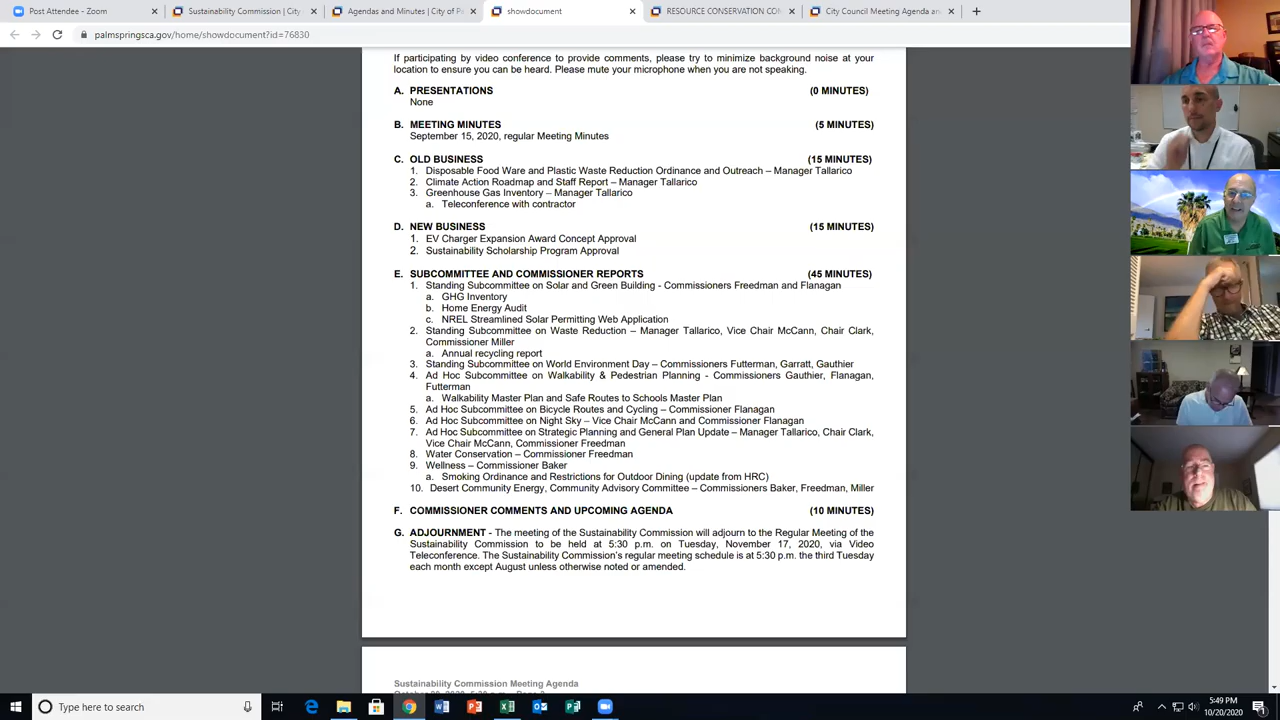 Post Attendee - Zoom
Sustainability Commission | City
Agendas and Minutes | City of P
showdocument
RESOURCE CONSERVATION CO
City Council Meeting Agenda an
palmspringsca.gov/home/showdocument?id=76830
If participating by video conference to provide comments, please try to minimize background noise at your
location to ensure you can be heard. Please mute your microphone when you are not speaking.
A. PRESENTATIONS (0 MINUTES)
None
B. MEETING MINUTES (5 MINUTES)
September 15, 2020, regular Meeting Minutes
C. OLD BUSINESS (15 MINUTES)
1. Disposable Food Ware and Plastic Waste Reduction Ordinance and Outreach – Manager Tallarico
2. Climate Action Roadmap and Staff Report – Manager Tallarico
3. Greenhouse Gas Inventory – Manager Tallarico
a. Teleconference with contractor
D. NEW BUSINESS (15 MINUTES)
1. EV Charger Expansion Award Concept Approval
2. Sustainability Scholarship Program Approval
E. SUBCOMMITTEE AND COMMISSIONER REPORTS (45 MINUTES)
1. Standing Subcommittee on Solar and Green Building - Commissioners Freedman and Flanagan
a. GHG Inventory
b. Home Energy Audit
c. NREL Streamlined Solar Permitting Web Application
2. Standing Subcommittee on Waste Reduction – Manager Tallarico, Vice Chair McCann, Chair Clark,
Commissioner Miller
a. Annual recycling report
3. Standing Subcommittee on World Environment Day – Commissioners Futterman, Garratt, Gauthier
4. Ad Hoc Subcommittee on Walkability & Pedestrian Planning - Commissioners Gauthier, Flanagan,
Futterman
a. Walkability Master Plan and Safe Routes to Schools Master Plan
5. Ad Hoc Subcommittee on Bicycle Routes and Cycling – Commissioner Flanagan
6. Ad Hoc Subcommittee on Night Sky – Vice Chair McCann and Commissioner Flanagan
7. Ad Hoc Subcommittee on Strategic Planning and General Plan Update – Manager Tallarico, Chair Clark,
Vice Chair McCann, Commissioner Freedman
8. Water Conservation – Commissioner Freedman
9. Wellness – Commissioner Baker
a. Smoking Ordinance and Restrictions for Outdoor Dining (update from HRC)
10. Desert Community Energy, Community Advisory Committee – Commissioners Baker, Freedman, Miller
F. COMMISSIONER COMMENTS AND UPCOMING AGENDA (10 MINUTES)
G. ADJOURNMENT - The meeting of the Sustainability Commission will adjourn to the Regular Meeting of the
Sustainability Commission to be held at 5:30 p.m. on Tuesday, November 17, 2020, via Video
Teleconference. The Sustainability Commission's regular meeting schedule is at 5:30 p.m. the third Tuesday
each month except August unless otherwise noted or amended.
Sustainability Commission Meeting Agenda
Type here to search
5:49 PM
10/20/2020